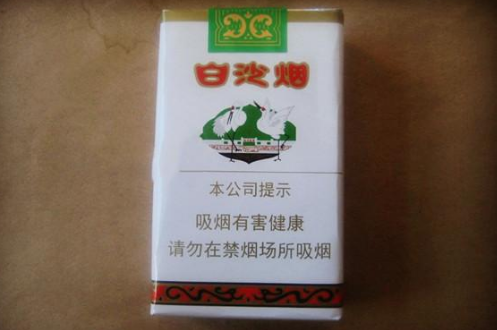 白沙烟
本公司提示
吸烟有害健康
请勿在禁烟场所吸烟